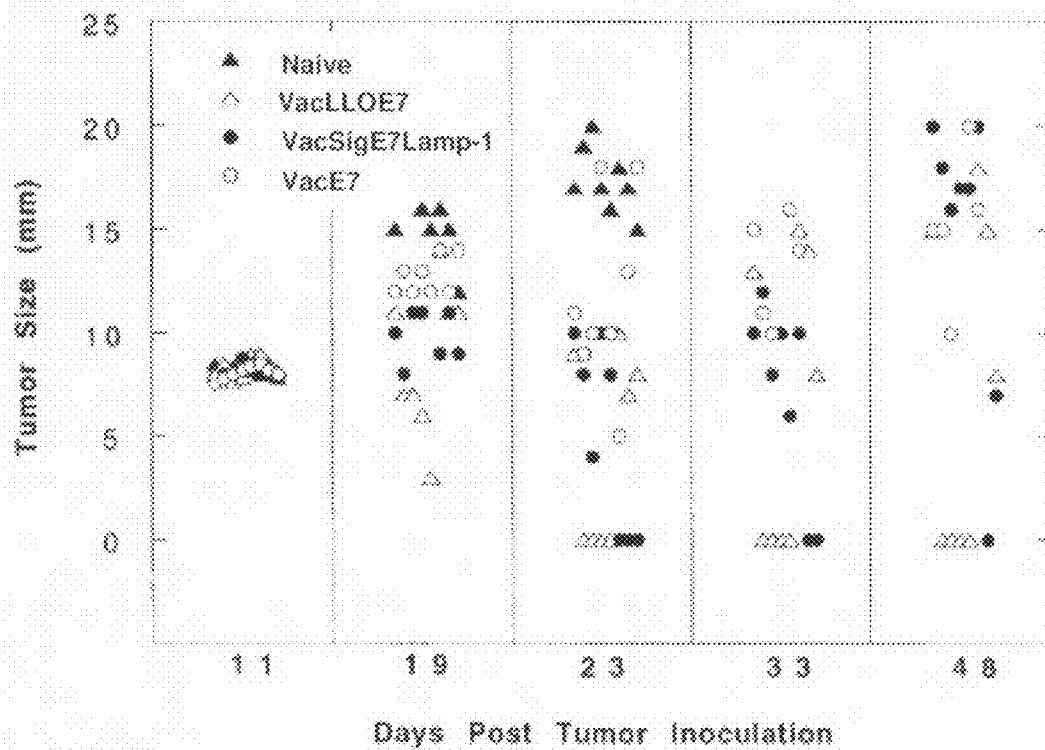 25
20
15
10
5
0
Tumor Size (mm)
Naive
VacLLOE7
VacSigE7Lamp-1
VacE7
11
19
23
33
48
Days Post Tumor Inoculation